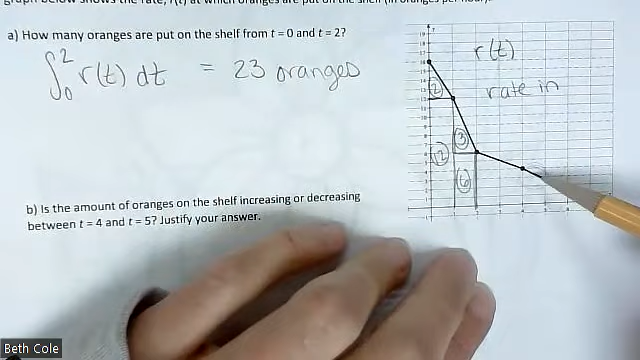 graph below shows the rate, r(t) at which oranges are put on the shelf (in oranges per hour).
a) How many oranges are put on the shelf from t = 0 and t = 2?
∫₀² r(t) dt = 23 oranges
r(t)
rate in
2
12
3
6
b) Is the amount of oranges on the shelf increasing or decreasing
between t = 4 and t = 5? Justify your answer.
Beth Cole